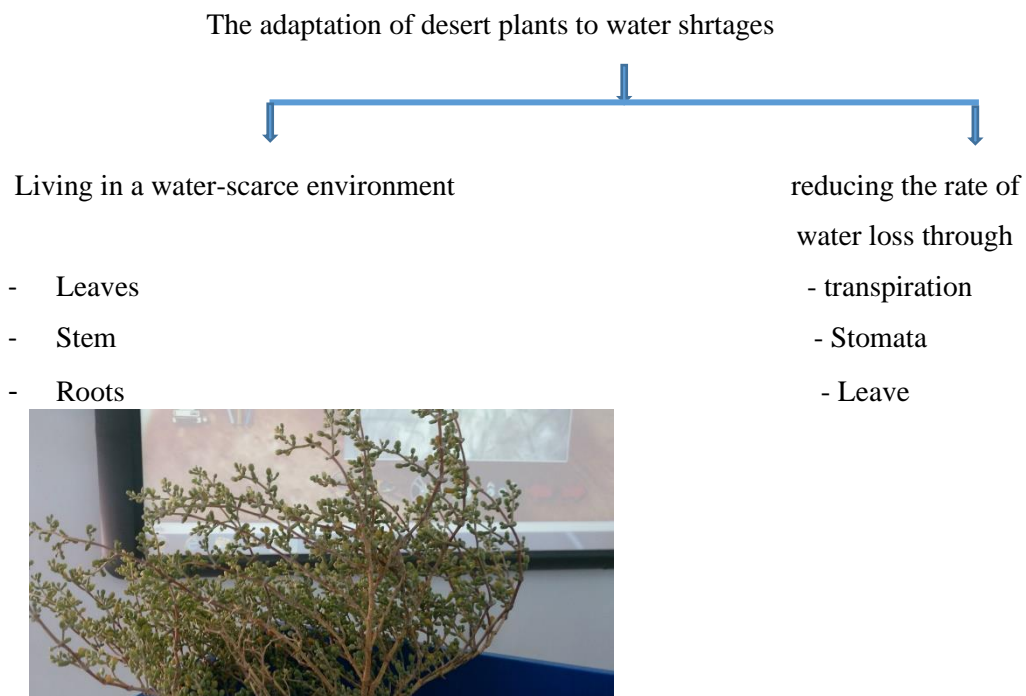 The adaptation of desert plants to water shrtages
Living in a water-scarce environment
- Leaves
- Stem
- Roots
reducing the rate of
water loss through
- transpiration
- Stomata
- Leave